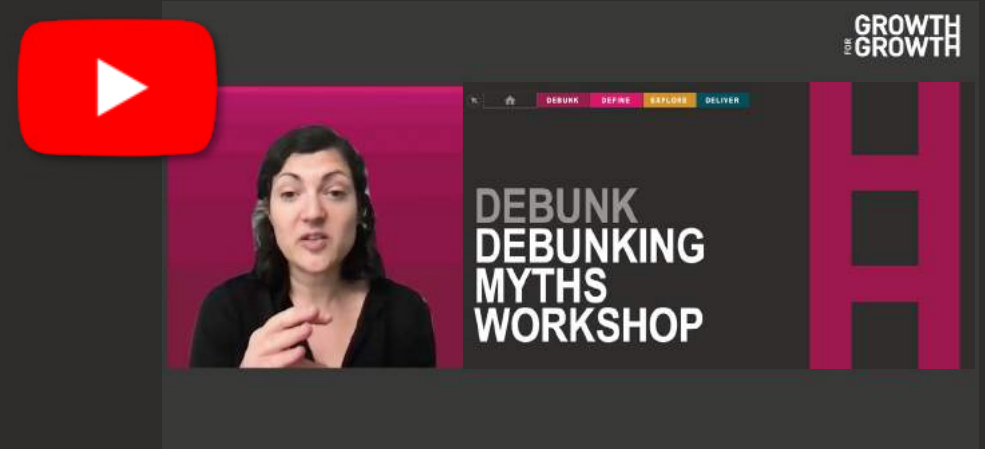 GROWTH
FOR
GROWTH
DEBUNK DEFINE EXPLORE DELIVER
DEBUNK
DEBUNKING
MYTHS
WORKSHOP